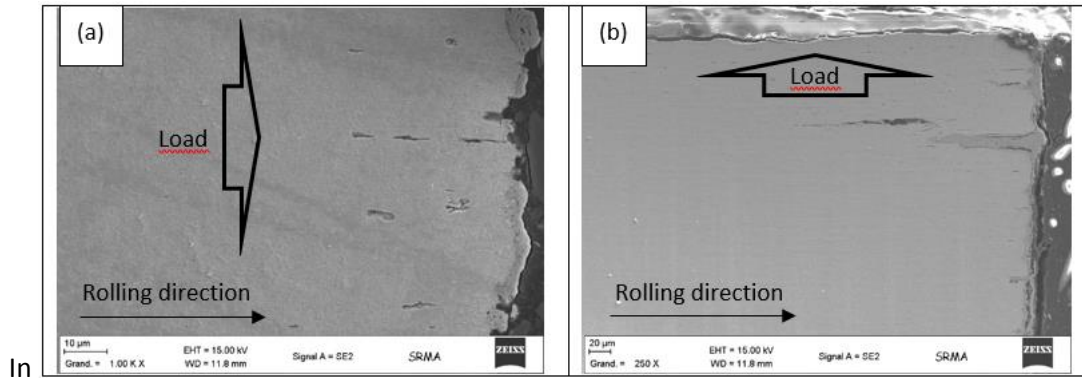 (a)
Load
Rolling direction
10 µm
Grand. = 1.00 K X
EHT = 15.00 kV
WD = 11.8 mm
Signal A = SE2
SRMA
ZEISS
(b)
Load
Rolling direction
20 µm
Grand. = 250 X
EHT = 15.00 kV
WD = 11.8 mm
Signal A = SE2
SRMA
ZEISS
In